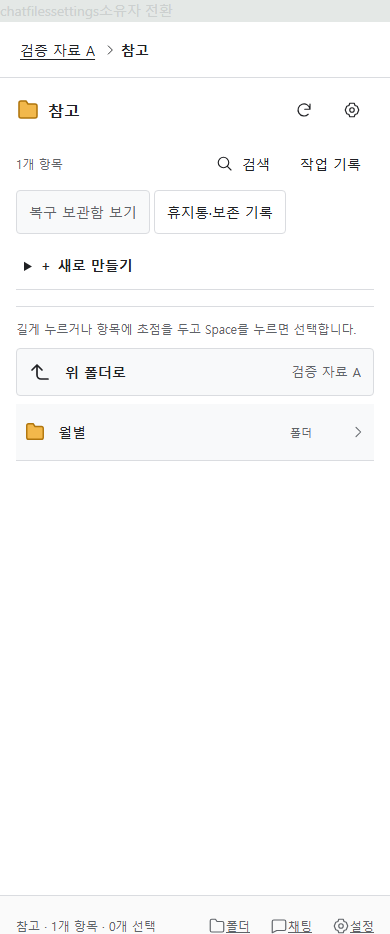 chatfilessettings소유자 전환
검증 자료 A > 참고
참고
1개 항목 검색 작업 기록
복구 보관함 보기 휴지통·보존 기록
▶ + 새로 만들기
길게 누르거나 항목에 초점을 두고 Space를 누르면 선택합니다.
위 폴더로 검증 자료 A
월별 폴더
참고 · 1개 항목 · 0개 선택 폴더 채팅 설정